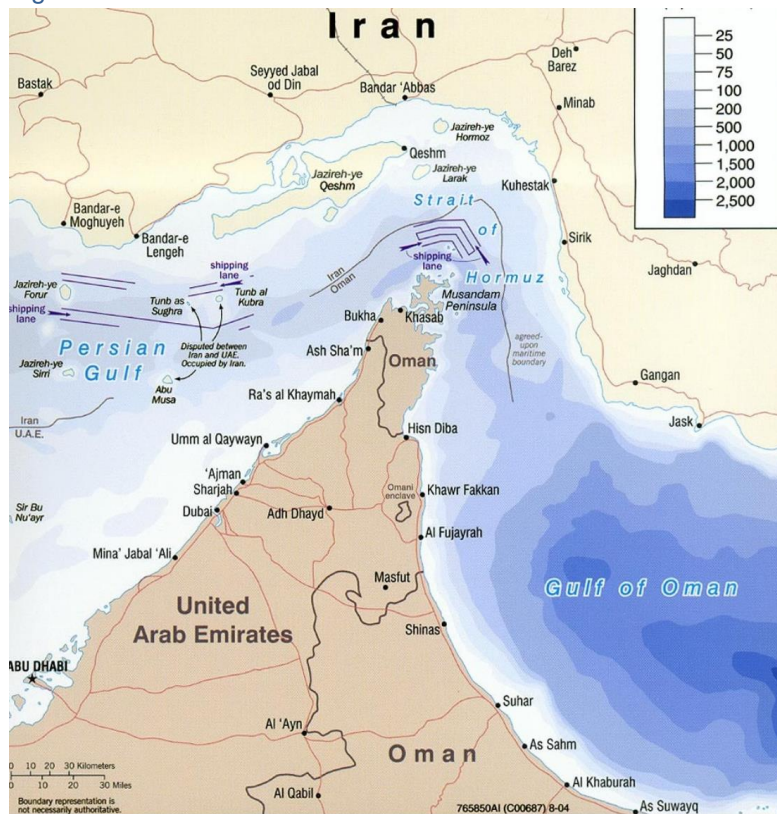 Iran
25
50
75
100
200
500
1,000
1,500
2,000
2,500
Deh
Barez
Bastak
Seyyed Jabal
od Din
Bandar 'Abbas
Minab
Jazireh-ye
Hormoz
Qeshm
Jazireh-ye
Qeshm
Jazireh-ye
Larak
Kuhestak
Strait
of
Hormuz
Bandar-e
Moghuyeh
Bandar-e
Lengeh
Sirik
Jaghdan
shipping
lane
Iran
Oman
shipping
lane
Jazireh-ye
Forur
Tunb as
Sughra
Tunb al
Kubra
shipping
lane
Musandam
Peninsula
Bukha
Khasab
Disputed between
Iran and UAE.
Occupied by Iran.
Persian
Gulf
Ash Sha'm
Oman
agreed-
upon
maritime
boundary
Jazireh-ye
Sirri
Abu
Musa
Gangan
Ra's al Khaymah
Iran
U.A.E.
Jask
Hisn Diba
Umm al Qaywayn
'Ajman
Sharjah
Dubai
Omani
enclave
Khawr Fakkan
Sir Bu
Nu'ayr
Adh Dhayd
Al Fujayrah
Mina' Jabal 'Ali
Masfut
Gulf of Oman
United
Arab Emirates
Shinas
ABU DHABI
Suhar
Al 'Ayn
As Sahm
Oman
0 10 20 30 Kilometers
0 10 20 30 Miles
Al Khaburah
Al Qabil
Boundary representation is
not necessarily authoritative.
765850AI (C00687) 8-04
As Suwayq